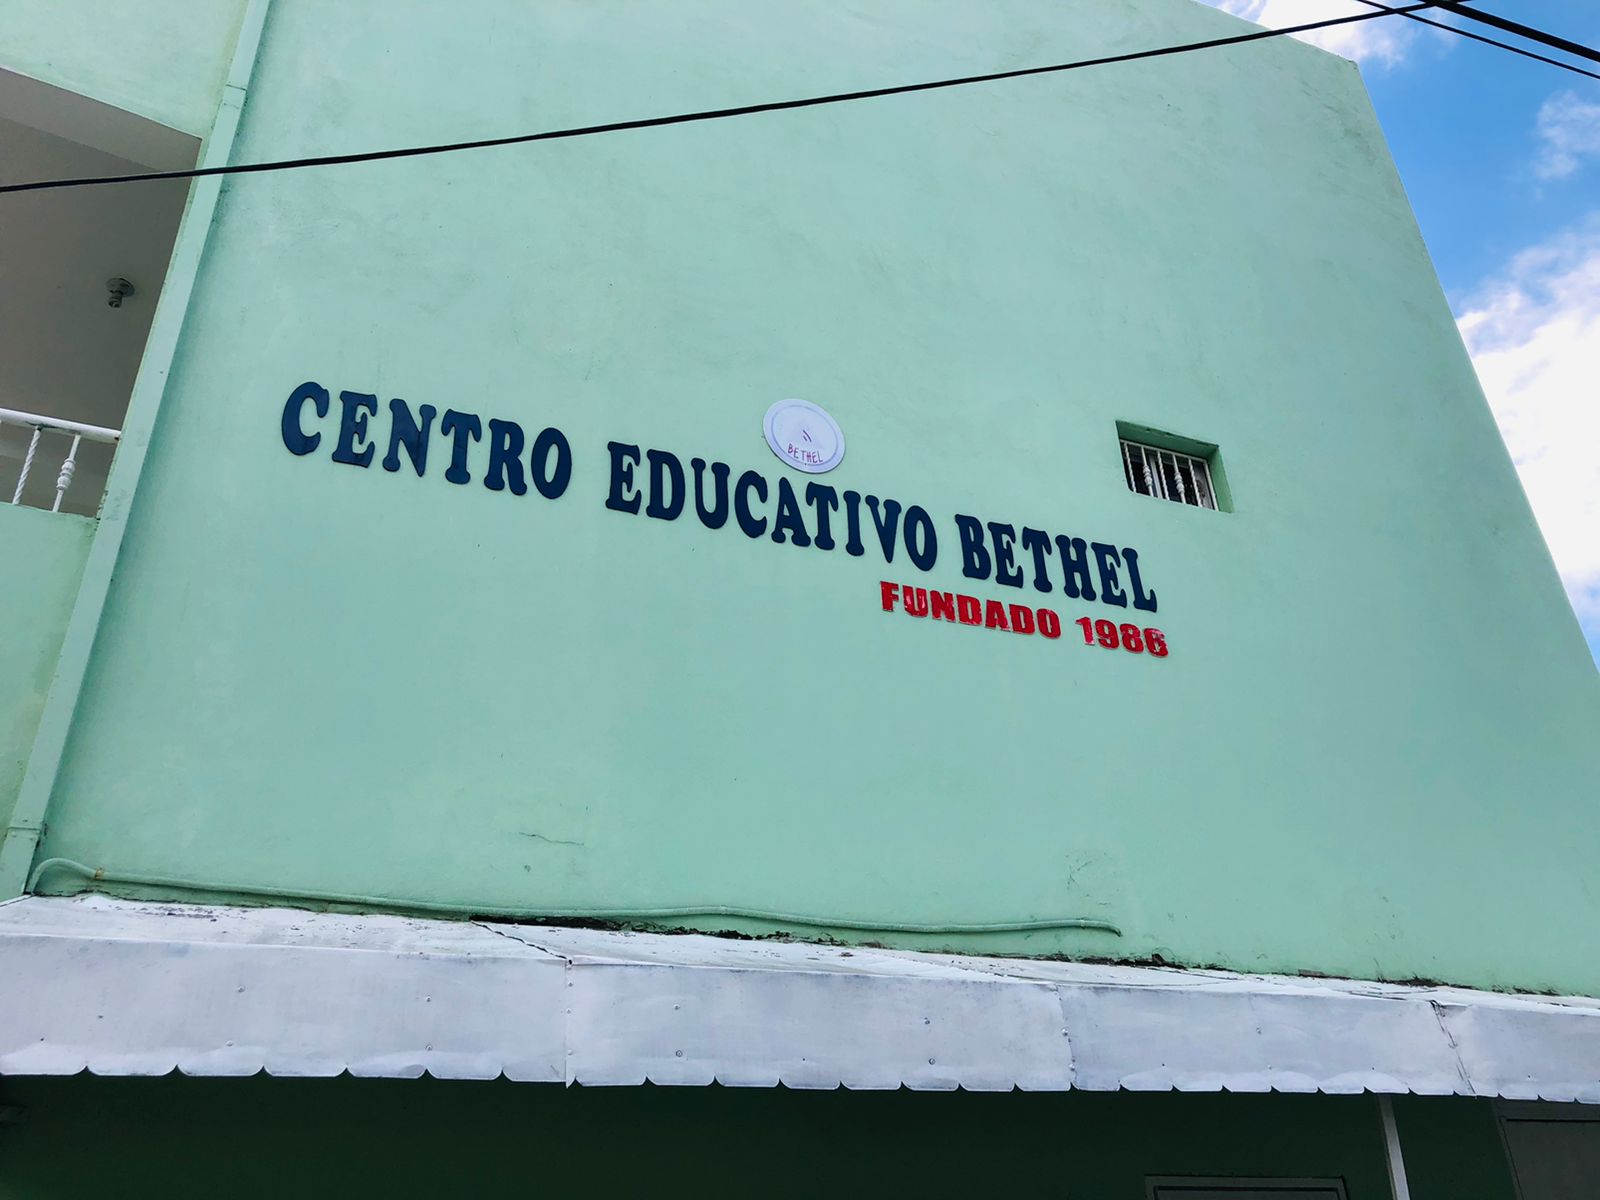 BETHEL
CENTRO EDUCATIVO BETHEL
FUNDADO 1986